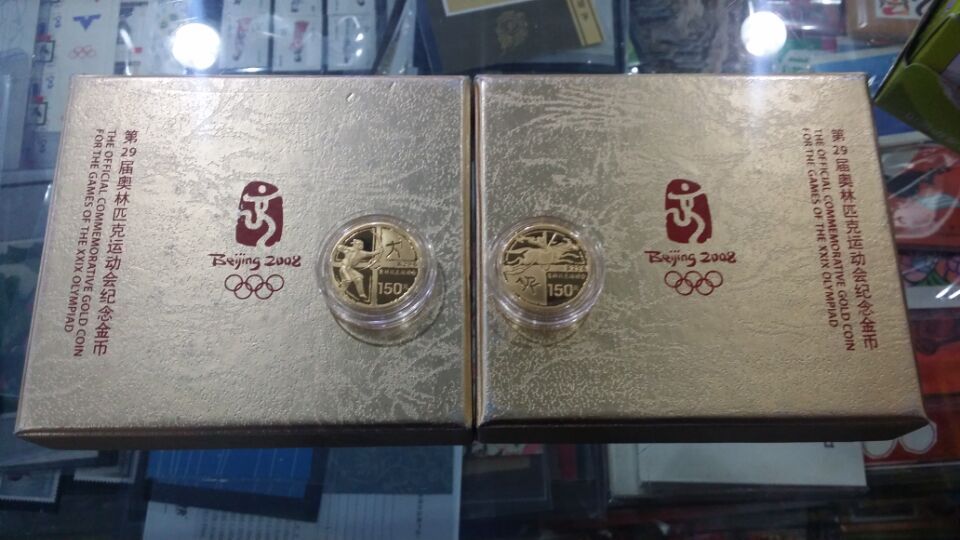 第29届奥林匹克运动会纪念金币
THE OFFICIAL COMMEMORATIVE GOLD COIN
FOR THE GAMES OF THE XXIX OLYMPIAD
Beijing 2008
150
150
Beijing 2008
第29届奥林匹克运动会纪念金币
THE OFFICIAL COMMEMORATIVE GOLD COIN
FOR THE GAMES OF THE XXIX OLYMPIAD